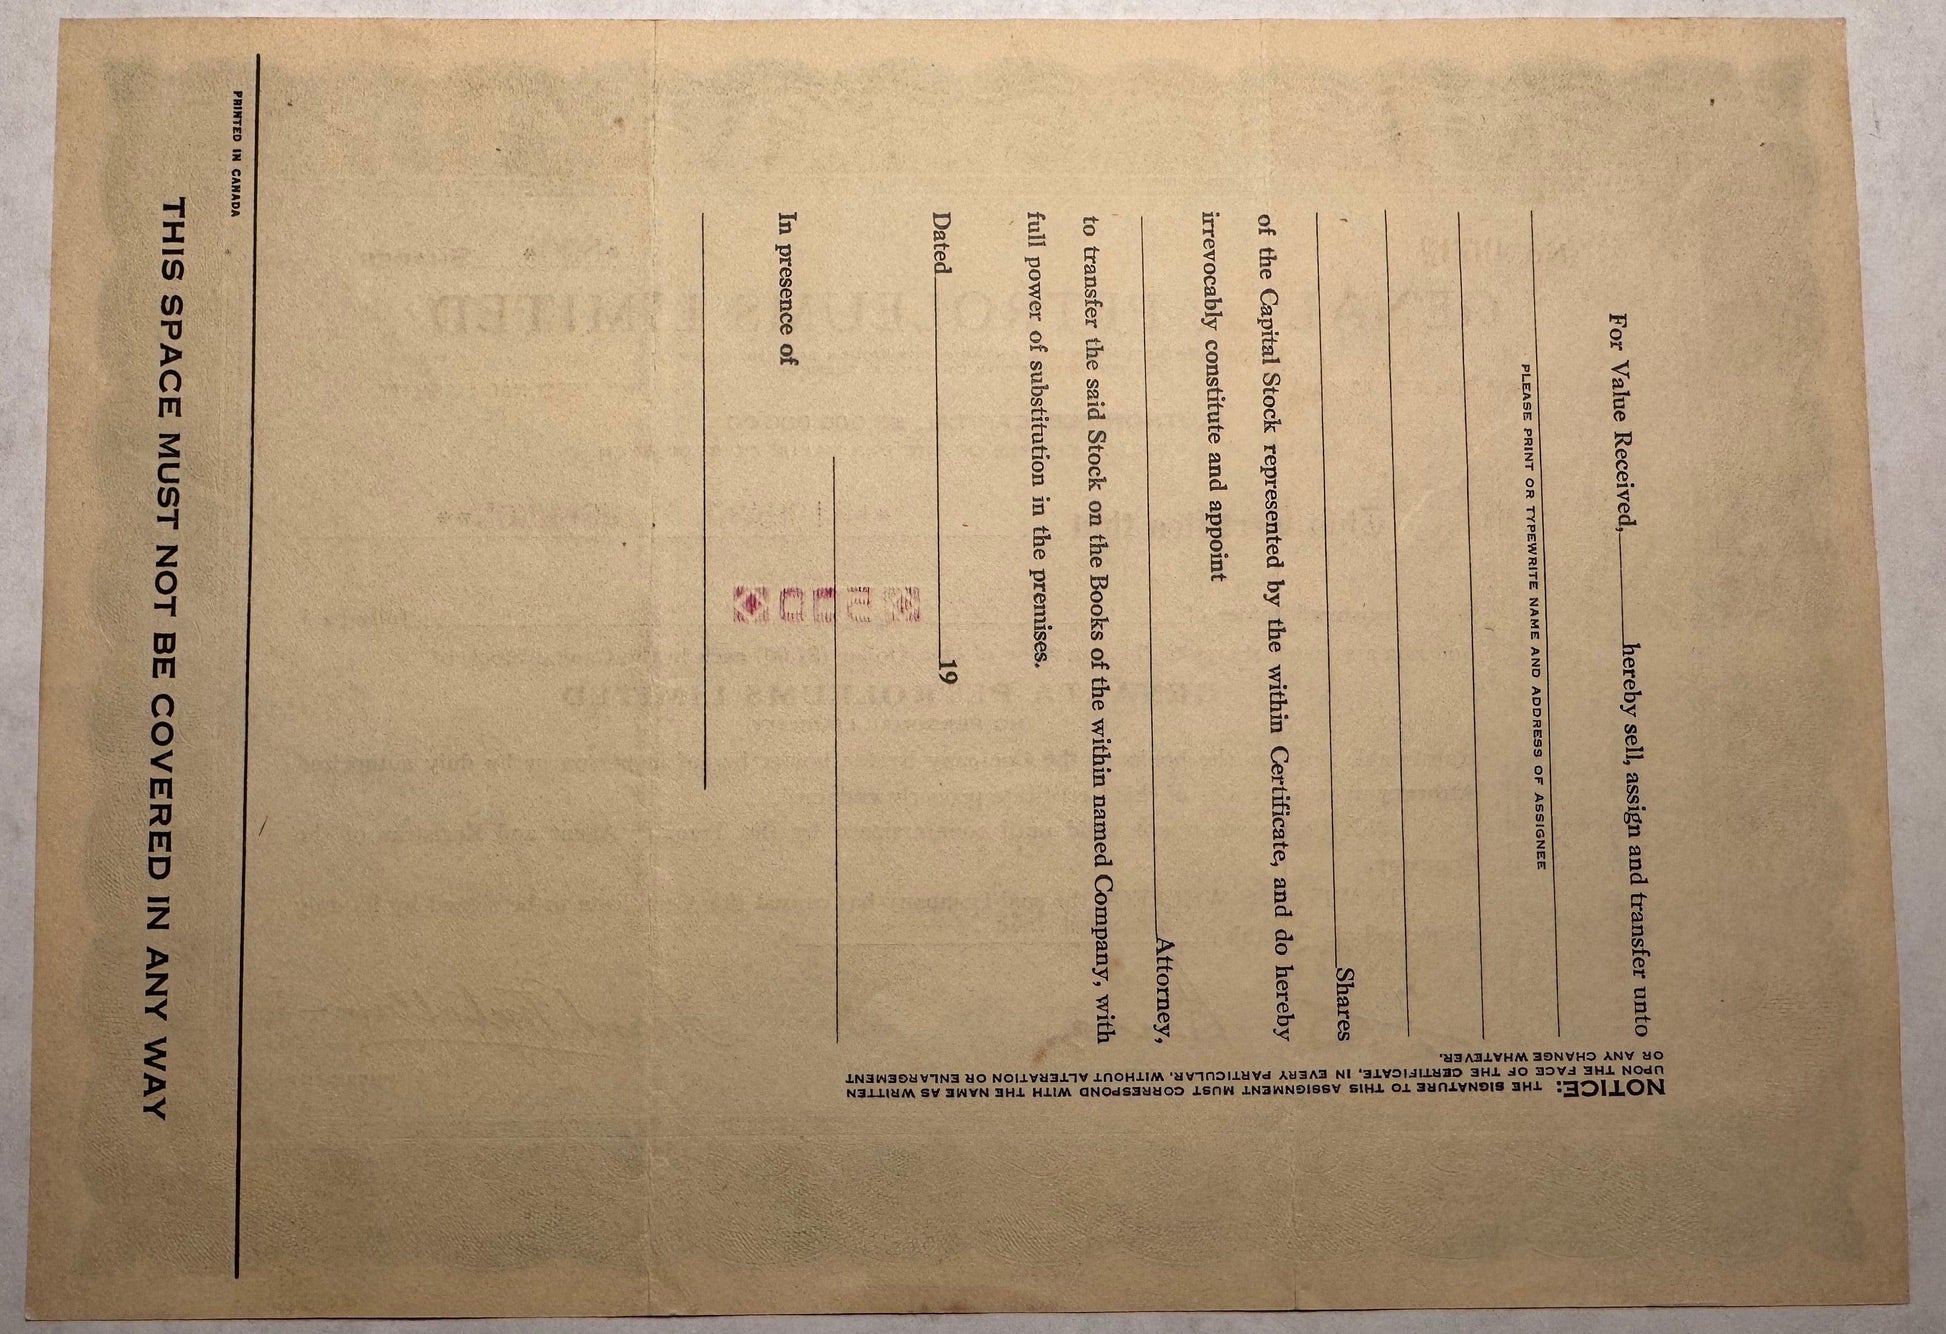 For Value Received, hereby sell, assign and transfer unto
PLEASE PRINT OR TYPEWRITE NAME AND ADDRESS OF ASSIGNEE
Shares
of the Capital Stock represented by the within Certificate, and do hereby
irrevocably constitute and appoint
Attorney,
to transfer the said Stock on the Books of the within named Company, with
full power of substitution in the premises.
Dated 19
In presence of
NOTICE: THE SIGNATURE TO THIS ASSIGNMENT MUST CORRESPOND WITH THE NAME AS WRITTEN
UPON THE FACE OF THE CERTIFICATE, IN EVERY PARTICULAR, WITHOUT ALTERATION OR ENLARGEMENT
OR ANY CHANGE WHATEVER.
PRINTED IN CANADA
THIS SPACE MUST NOT BE COVERED IN ANY WAY